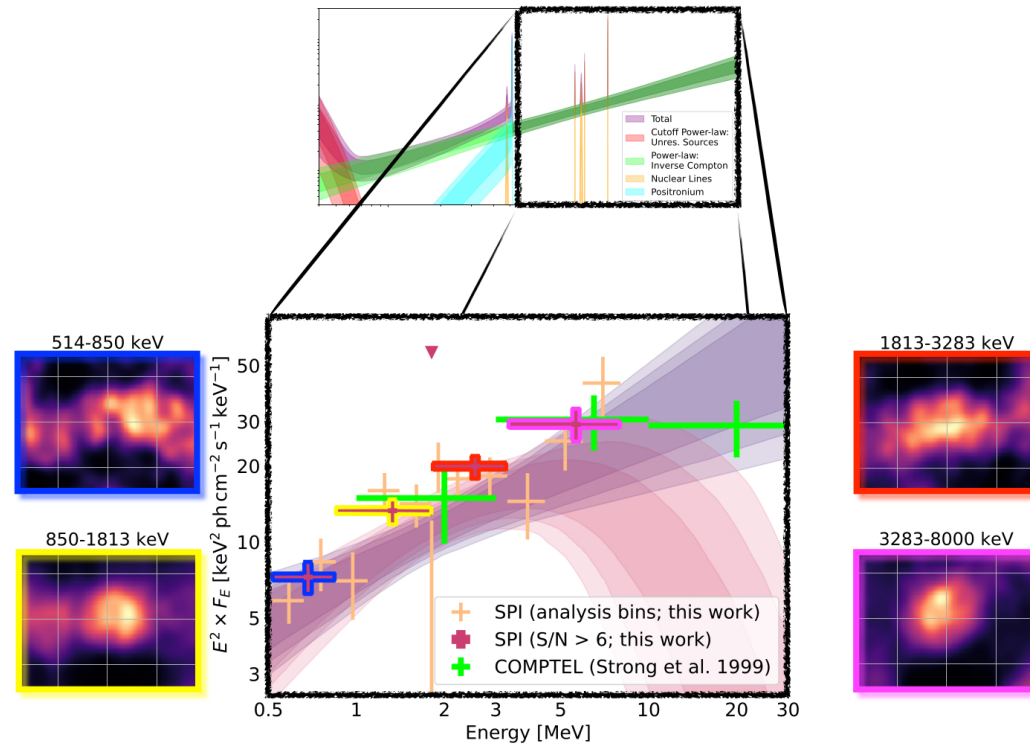 Total
Cutoff Power-law:
Unres. Sources
Power-law:
Inverse Compton
Nuclear Lines
Positronium
514-850 keV
1813-3283 keV
850-1813 keV
3283-8000 keV
E² × F_E [keV² ph cm⁻² s⁻¹ keV⁻¹]
50
30
20
10
5
3
SPI (analysis bins; this work)
SPI (S/N > 6; this work)
COMPTEL (Strong et al. 1999)
0.5 1 2 3 5 10 20 30
Energy [MeV]